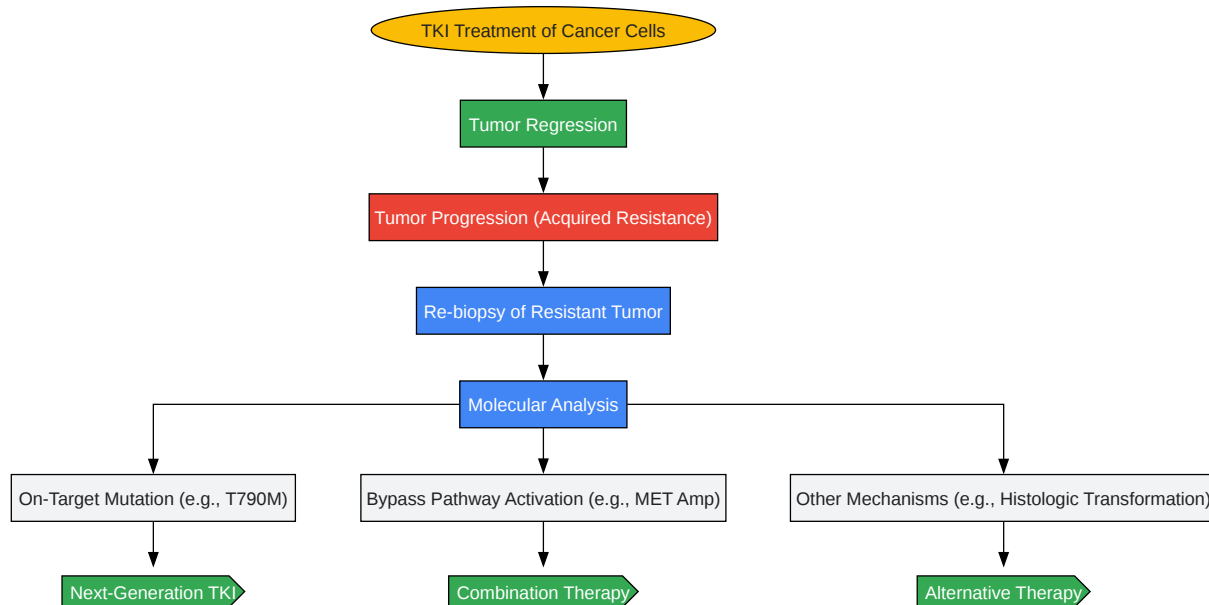 TKI Treatment of Cancer Cells
Tumor Regression
Tumor Progression (Acquired Resistance)
Re-biopsy of Resistant Tumor
Molecular Analysis
On-Target Mutation (e.g., T790M)
Bypass Pathway Activation (e.g., MET Amp)
Other Mechanisms (e.g., Histologic Transformation)
Next-Generation TKI
Combination Therapy
Alternative Therapy